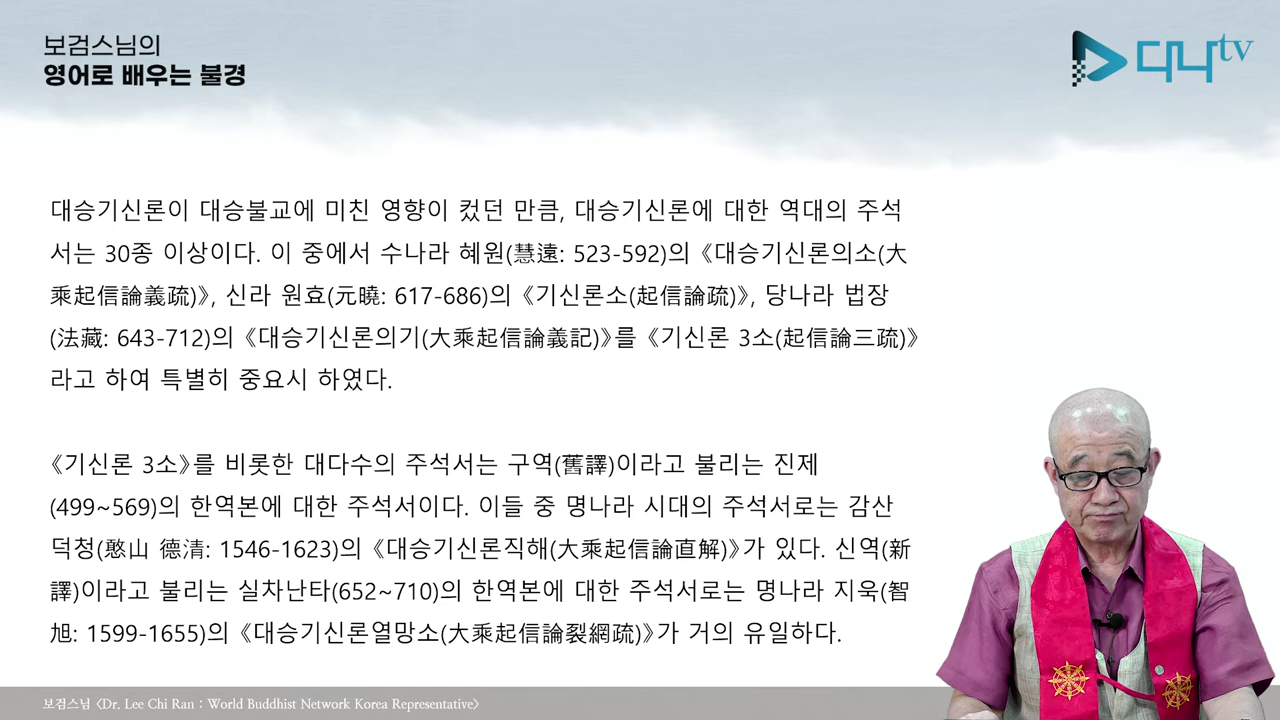 보검스님의
영어로 배우는 불경
다나tv
대승기신론이 대승불교에 미친 영향이 컸던 만큼, 대승기신론에 대한 역대의 주석
서는 30종 이상이다. 이 중에서 수나라 혜원(慧遠: 523-592)의 《대승기신론의소(大
乘起信論義疏)》, 신라 원효(元曉: 617-686)의 《기신론소(起信論疏)》, 당나라 법장
(法藏: 643-712)의 《대승기신론의기(大乘起信論義記)》를 《기신론 3소(起信論三疏)》
라고 하여 특별히 중요시 하였다.
《기신론 3소》를 비롯한 대다수의 주석서는 구역(舊譯)이라고 불리는 진제
(499~569)의 한역본에 대한 주석서이다. 이들 중 명나라 시대의 주석서로는 감산
덕청(憨山 德淸: 1546-1623)의 《대승기신론직해(大乘起信論直解)》가 있다. 신역(新
譯)이라고 불리는 실차난타(652~710)의 한역본에 대한 주석서로는 명나라 지욱(智
旭: 1599-1655)의 《대승기신론열망소(大乘起信論裂網疏)》가 거의 유일하다.
보검스님 <Dr. Lee Chi Ran : World Buddhist Network Korea Representative>